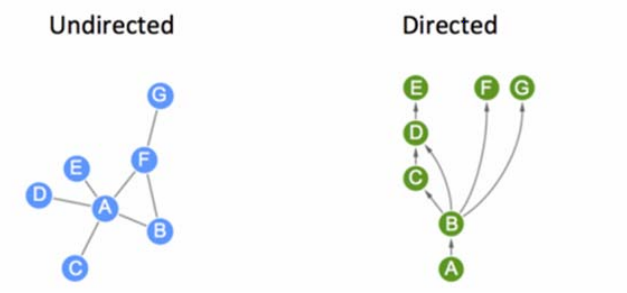 Undirected Directed
G E F G
F D
E
D A C
B B
C A